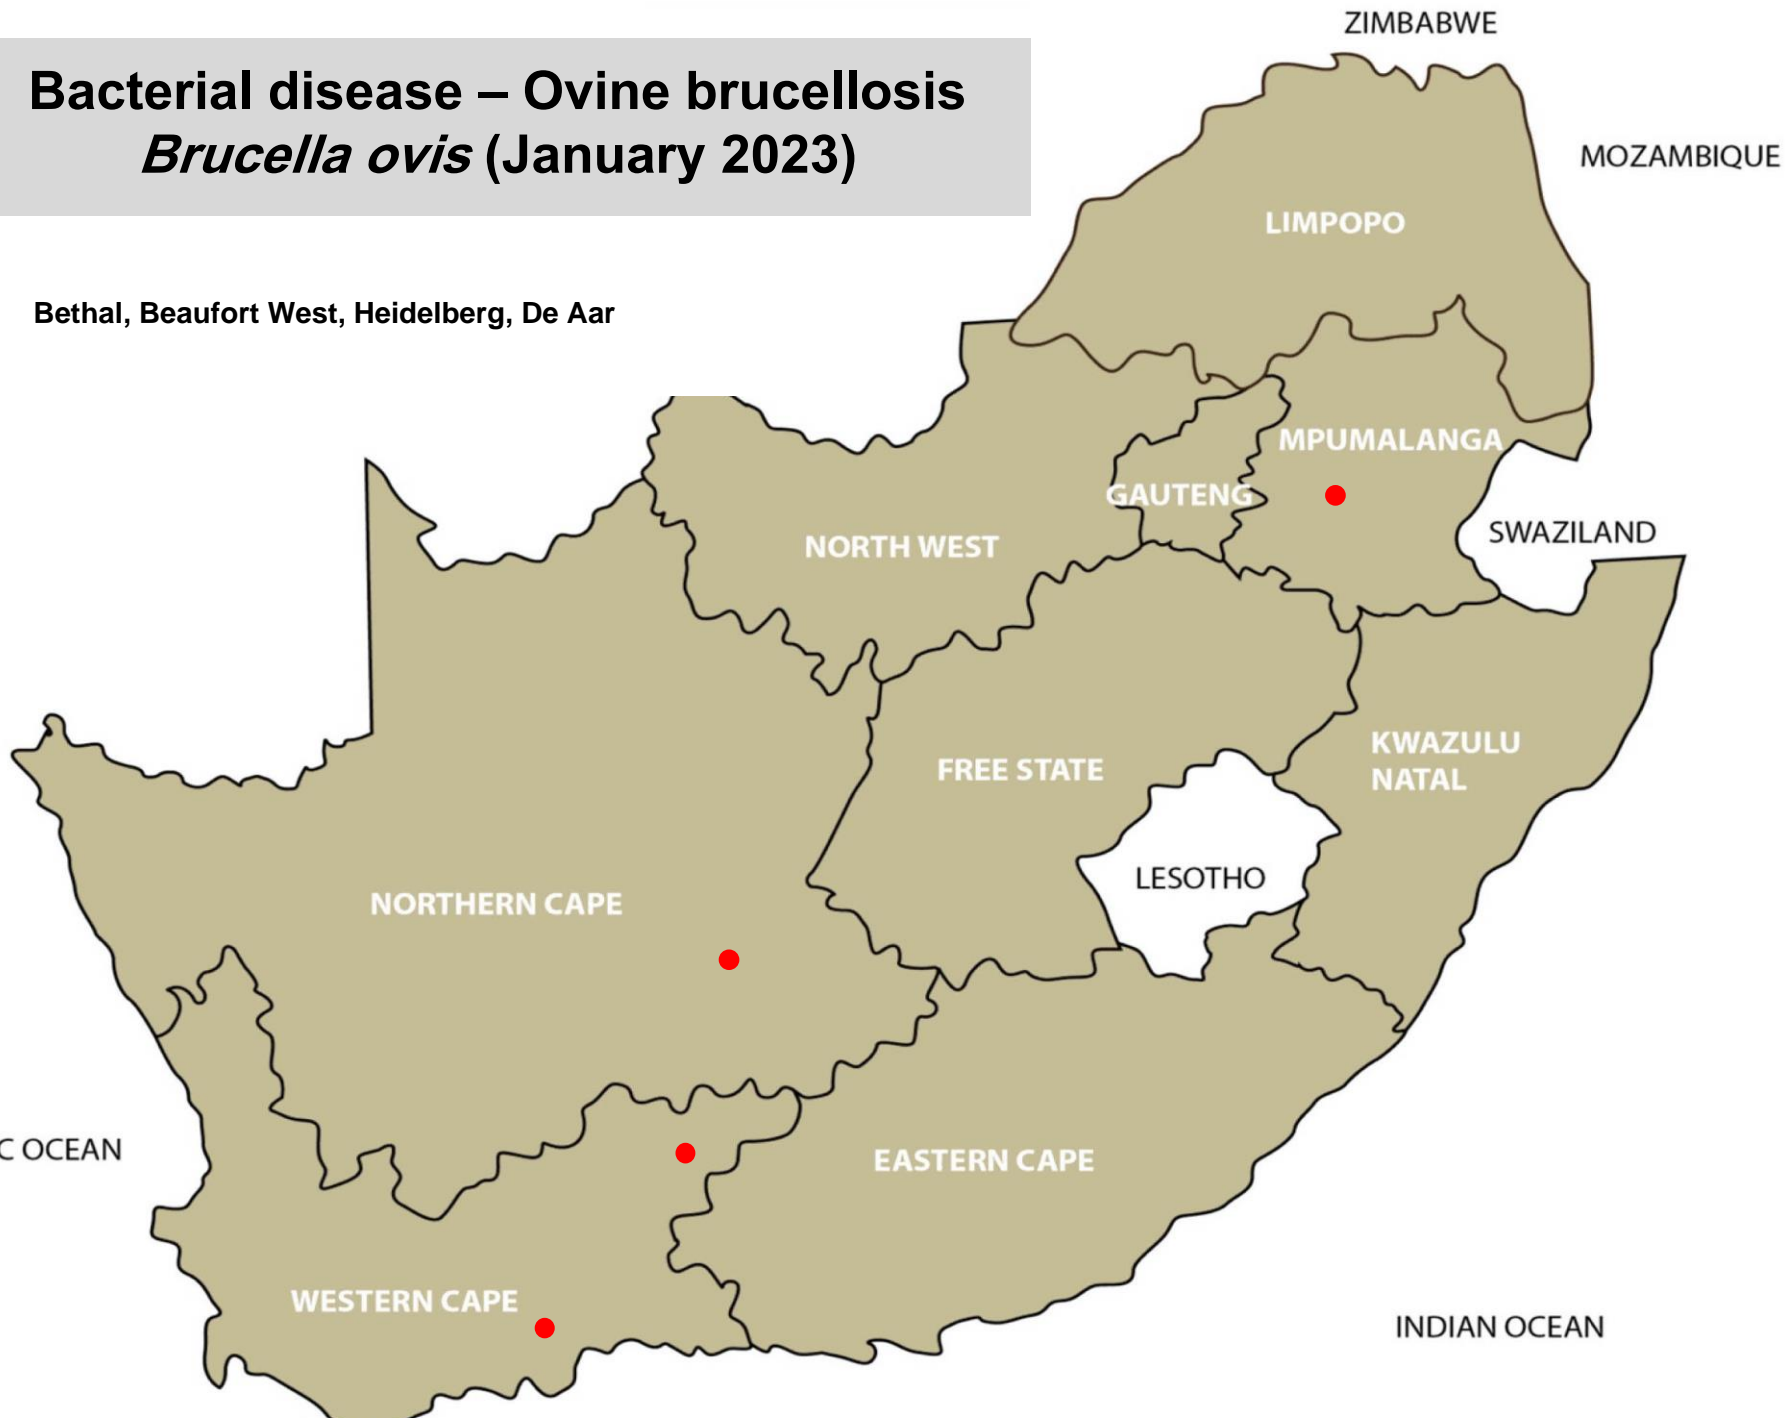 ZIMBABWE
Bacterial disease – Ovine brucellosis
Brucella ovis (January 2023)
MOZAMBIQUE
LIMPOPO
Bethal, Beaufort West, Heidelberg, De Aar
MPUMALANGA
GAUTENG
SWAZILAND
NORTH WEST
KWAZULU
NATAL
FREE STATE
LESOTHO
NORTHERN CAPE
C OCEAN
EASTERN CAPE
WESTERN CAPE
INDIAN OCEAN